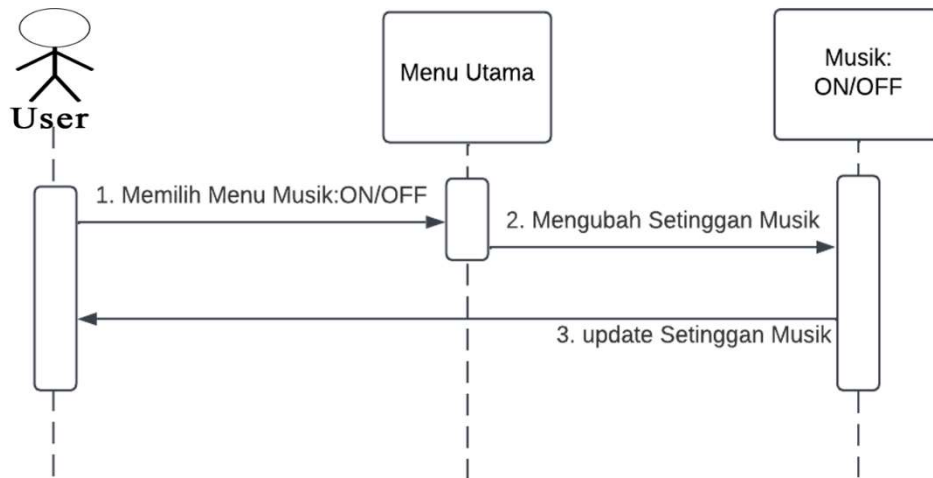 User
Menu Utama
Musik:
ON/OFF
1. Memilih Menu Musik:ON/OFF
2. Mengubah Setinggan Musik
3. update Setinggan Musik